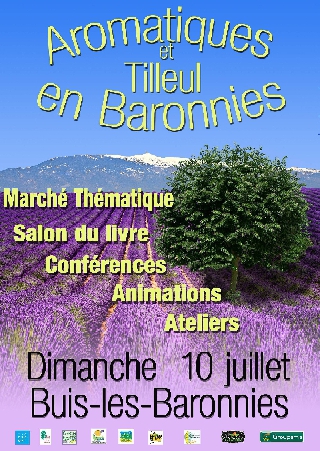 Aromatiques
et
Tilleul
en Baronnies
Marché Thématique
Salon du livre
Conférences
Animations
Ateliers
Dimanche 10 juillet
Buis-les-Baronnies
Groupama